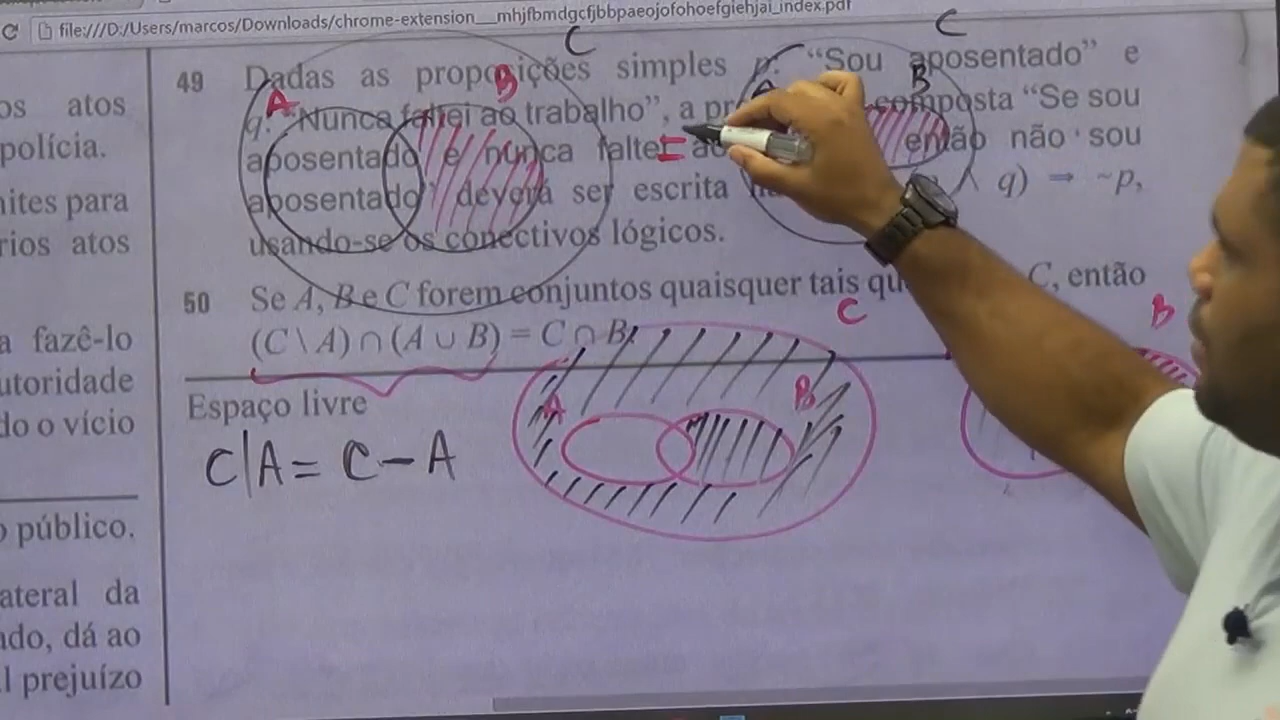 file:///D:/Users/marcos/Downloads/chrome-extension__mhjfbmdgcfjbbpaeojofohoefgiehjai_index.pdf
os atos
polícia.
nites para
rios atos
a fazê-lo
utoridade
do o vício
o público.
ateral da
ado, dá ao
l prejuízo
49 Dadas as proposições simples p: “Sou aposentado” e
q: “Nunca faltei ao trabalho”, a composta “Se sou
aposentado e nunca faltei ao então não sou
aposentado” deverá ser escrita ∧ q) ⇒ ~p,
usando-se os conectivos lógicos.
50 Se A, B e C forem conjuntos quaisquer tais C, então
(C \ A) ∩ (A ∪ B) = C ∩ B
Espaço livre
C|A = C - A
C
A
B
=
C
A
B
C
A
B
B